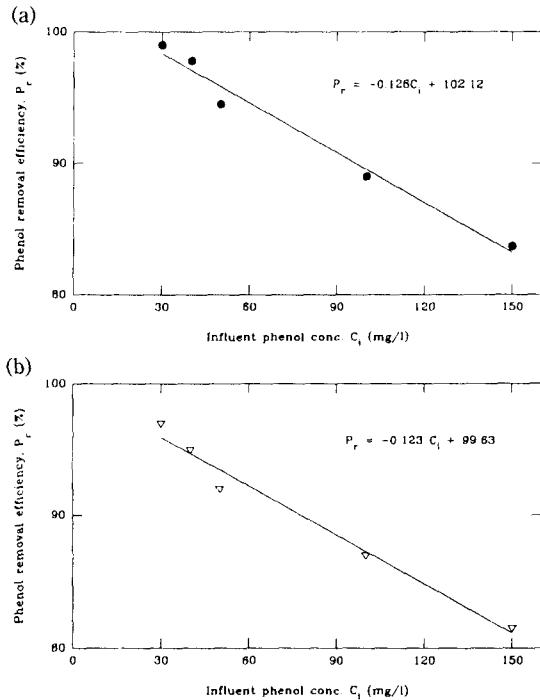 (a)
100
90
80
Phenol removal efficiency, P_r (%)
P_r = -0.126C_i + 102.12
0 30 60 90 120 150
Influent phenol conc. C_i (mg/l)
(b)
100
90
80
Phenol removal efficiency, P_r (%)
P_r = -0.123 C_i + 99.63
0 30 60 90 120 150
Influent phenol conc. C_i (mg/l)